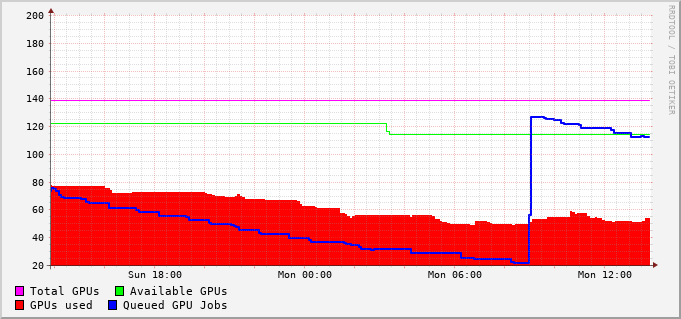 200
180
160
140
120
100
80
60
40
20
Sun 18:00 Mon 00:00 Mon 06:00 Mon 12:00
Total GPUs Available GPUs
GPUs used Queued GPU Jobs
RRDTOOL / TOBI OETIKER